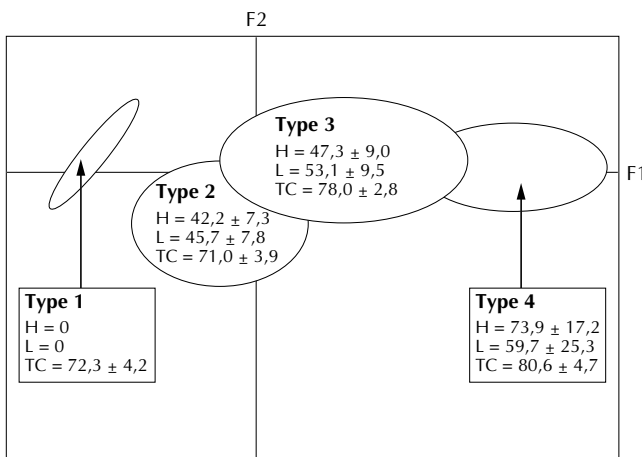 F2
Type 3
H = 47,3 ± 9,0
L = 53,1 ± 9,5
TC = 78,0 ± 2,8
F1
Type 2
H = 42,2 ± 7,3
L = 45,7 ± 7,8
TC = 71,0 ± 3,9
Type 1
H = 0
L = 0
TC = 72,3 ± 4,2
Type 4
H = 73,9 ± 17,2
L = 59,7 ± 25,3
TC = 80,6 ± 4,7